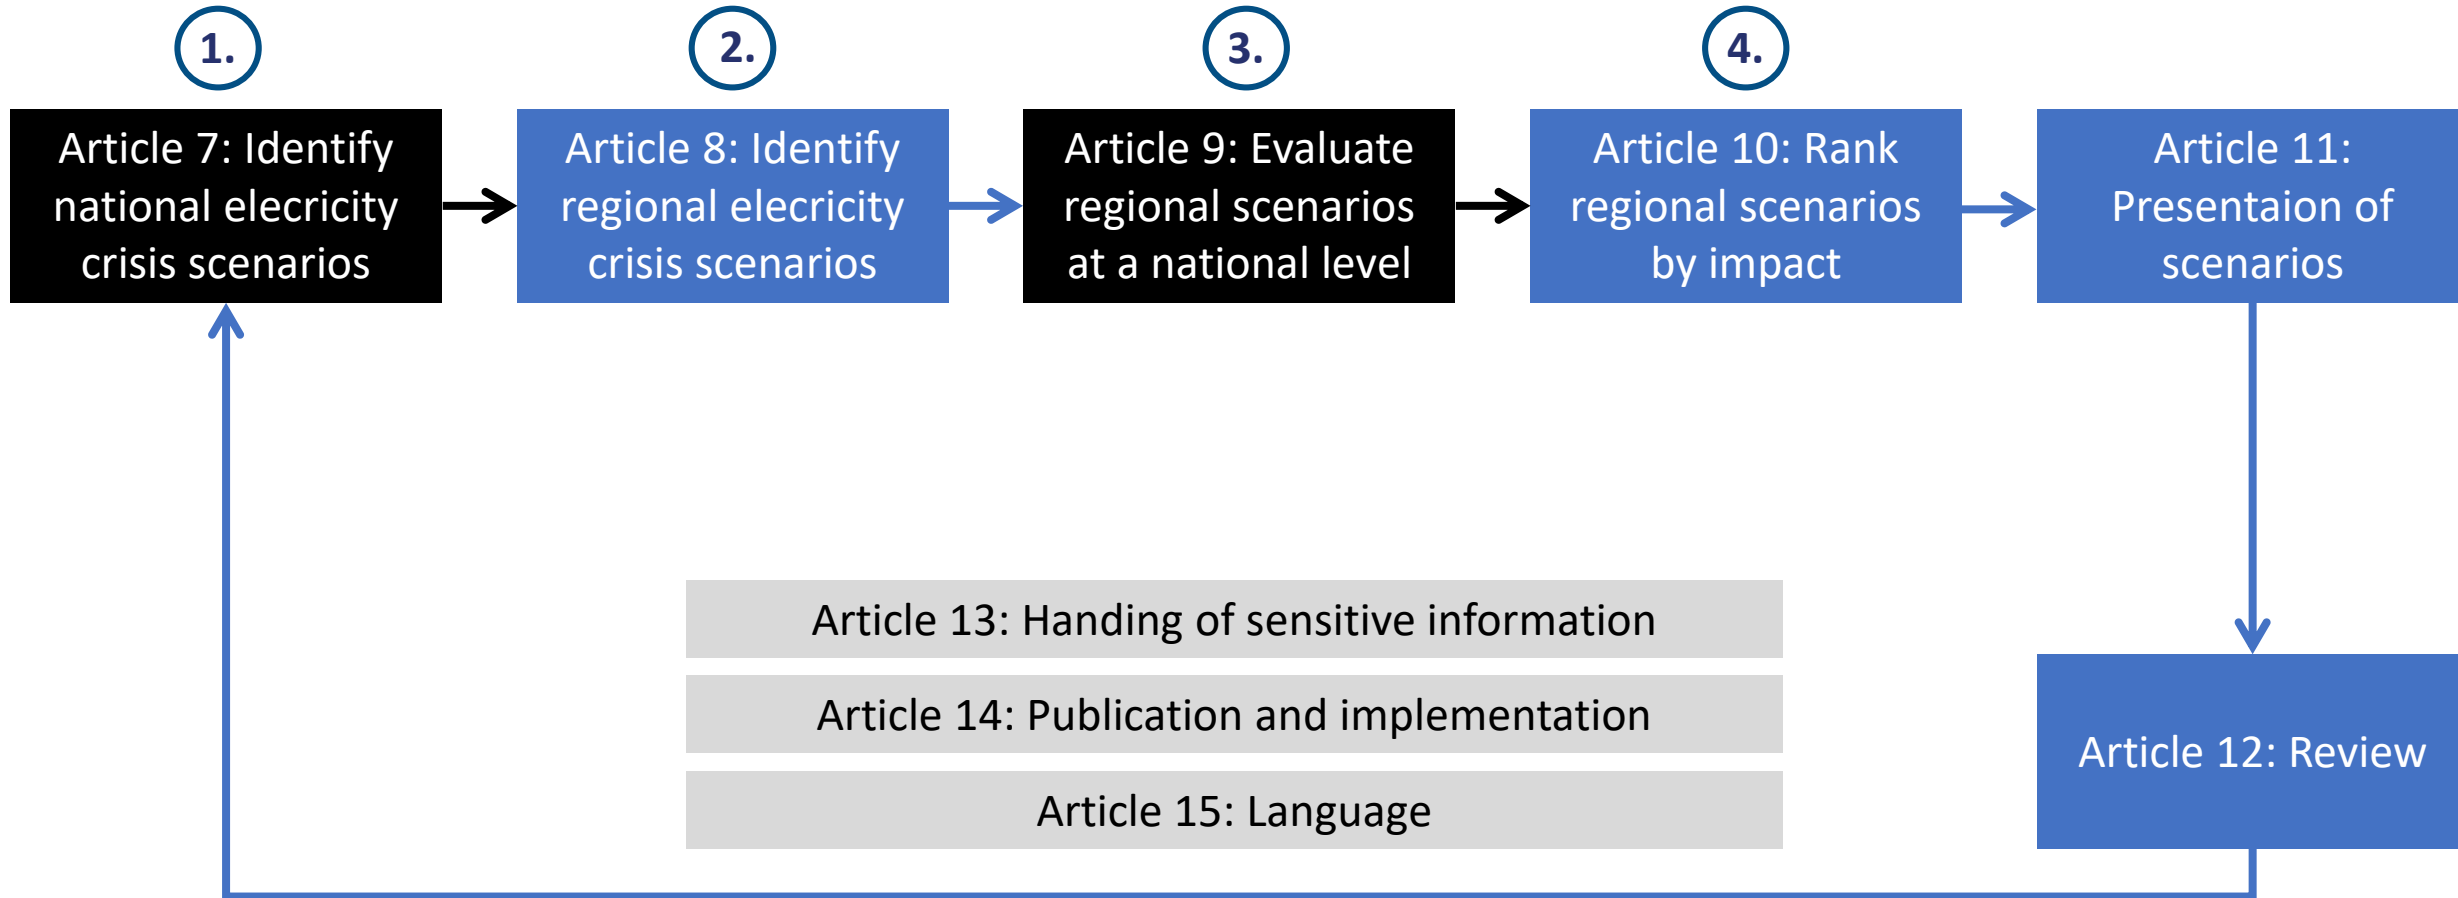 1.
2.
3.
4.
Article 7: Identify
national elecricity
crisis scenarios
Article 8: Identify
regional elecricity
crisis scenarios
Article 9: Evaluate
regional scenarios
at a national level
Article 10: Rank
regional scenarios
by impact
Article 11:
Presentaion of
scenarios
Article 13: Handing of sensitive information
Article 14: Publication and implementation
Article 15: Language
Article 12: Review